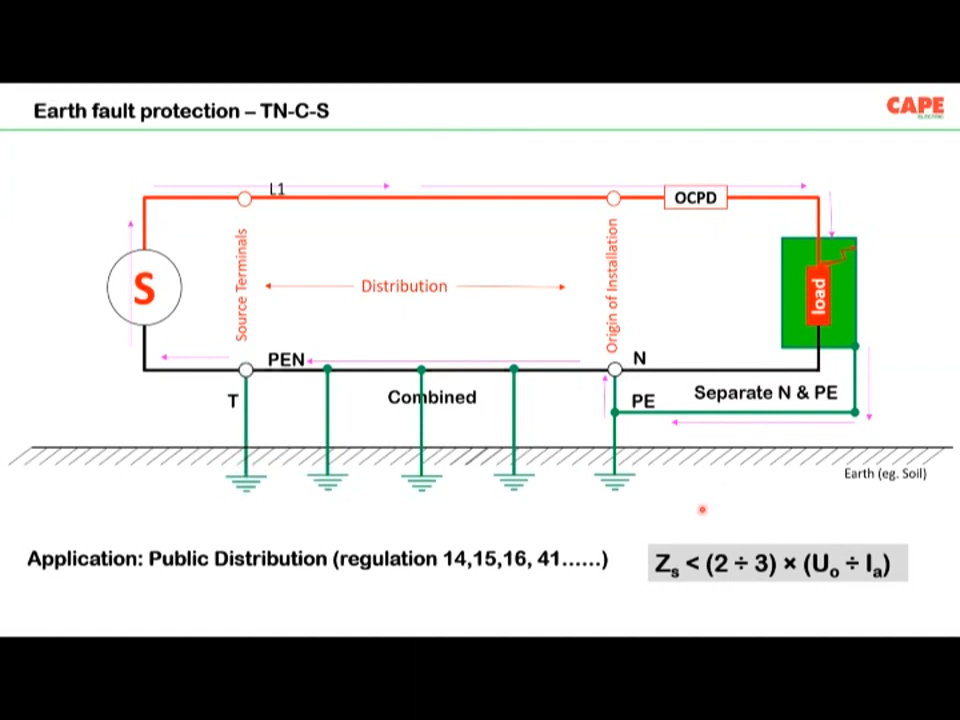 Earth fault protection – TN-C-S
CAPE
ELECTRIC
L1
OCPD
Source Terminals
Distribution
Origin of Installation
S
load
PEN
N
T
Combined
PE
Separate N & PE
Earth (eg. Soil)
Application: Public Distribution (regulation 14,15,16, 41......)
Zs < (2 ÷ 3) × (Uo ÷ Ia)